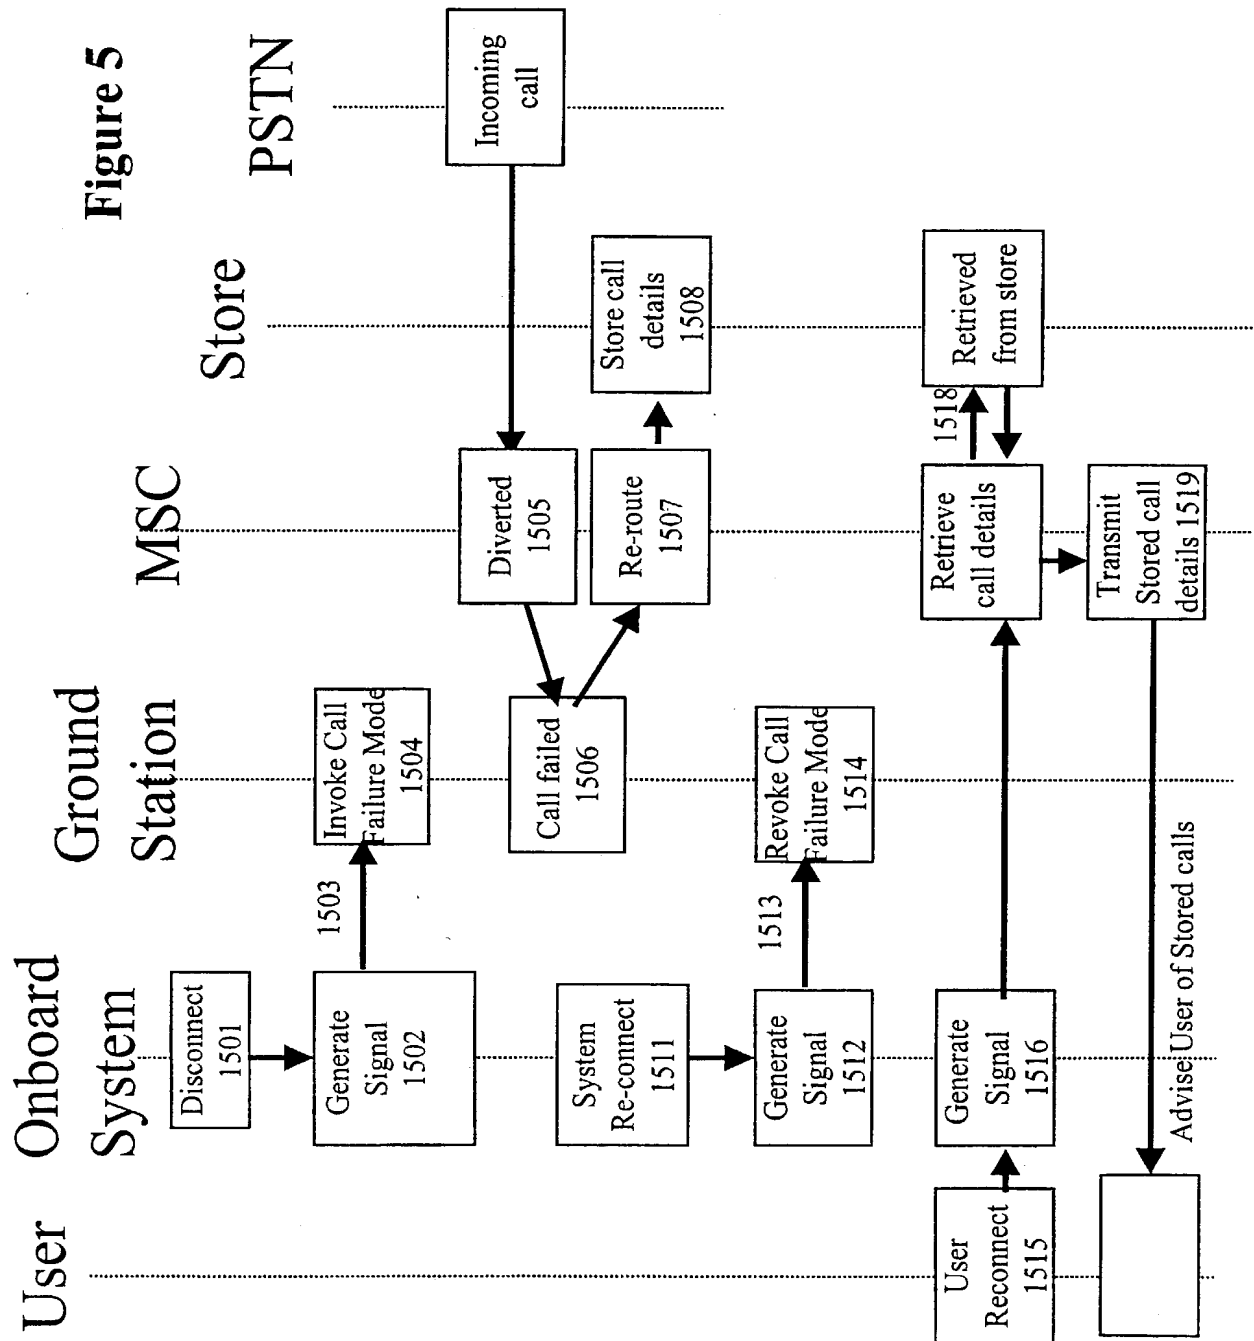 Figure 5
User
Onboard
System
Ground
Station
MSC
Store
PSTN
Disconnect
1501
Generate
Signal
1502
1503
Invoke Call
Failure Mode
1504
Incoming
call
Diverted
1505
Call failed
1506
Re-route
1507
Store call
details
1508
System
Re-connect
1511
Generate
Signal
1512
1513
Revoke Call
Failure Mode
1514
User
Reconnect
1515
Generate
Signal
1516
Retrieve
call details
1518
Retrieved
from store
Transmit
Stored call
details 1519
Advise User of Stored calls